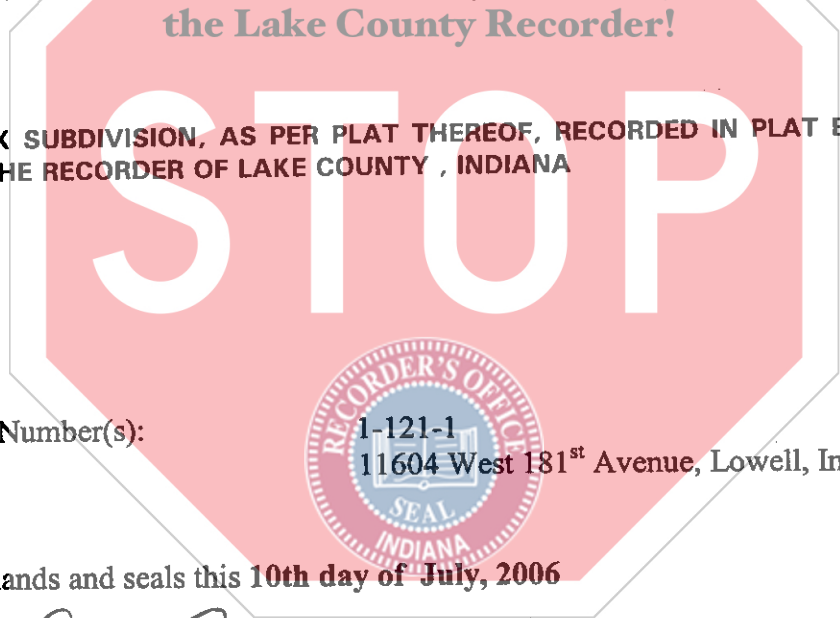 the Lake County Recorder!
SUBDIVISION, AS PER PLAT THEREOF, RECORDED IN PLAT
HE RECORDER OF LAKE COUNTY , INDIANA
STOP
RECORDER'S OFFICE
Number(s): 1-121-1
11604 West 181st Avenue, Lowell, In
SEAL
INDIANA
ands and seals this 10th day of July, 2006